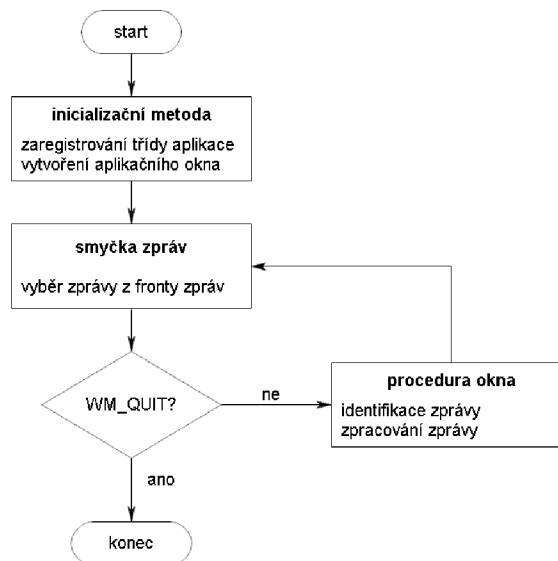 start
inicializační metoda
zaregistrování třídy aplikace
vytvoření aplikačního okna
smyčka zpráv
vyběr zprávy z fronty zpráv
WM_QUIT?
ne
procedura okna
identifikace zprávy
zpracování zprávy
ano
konec